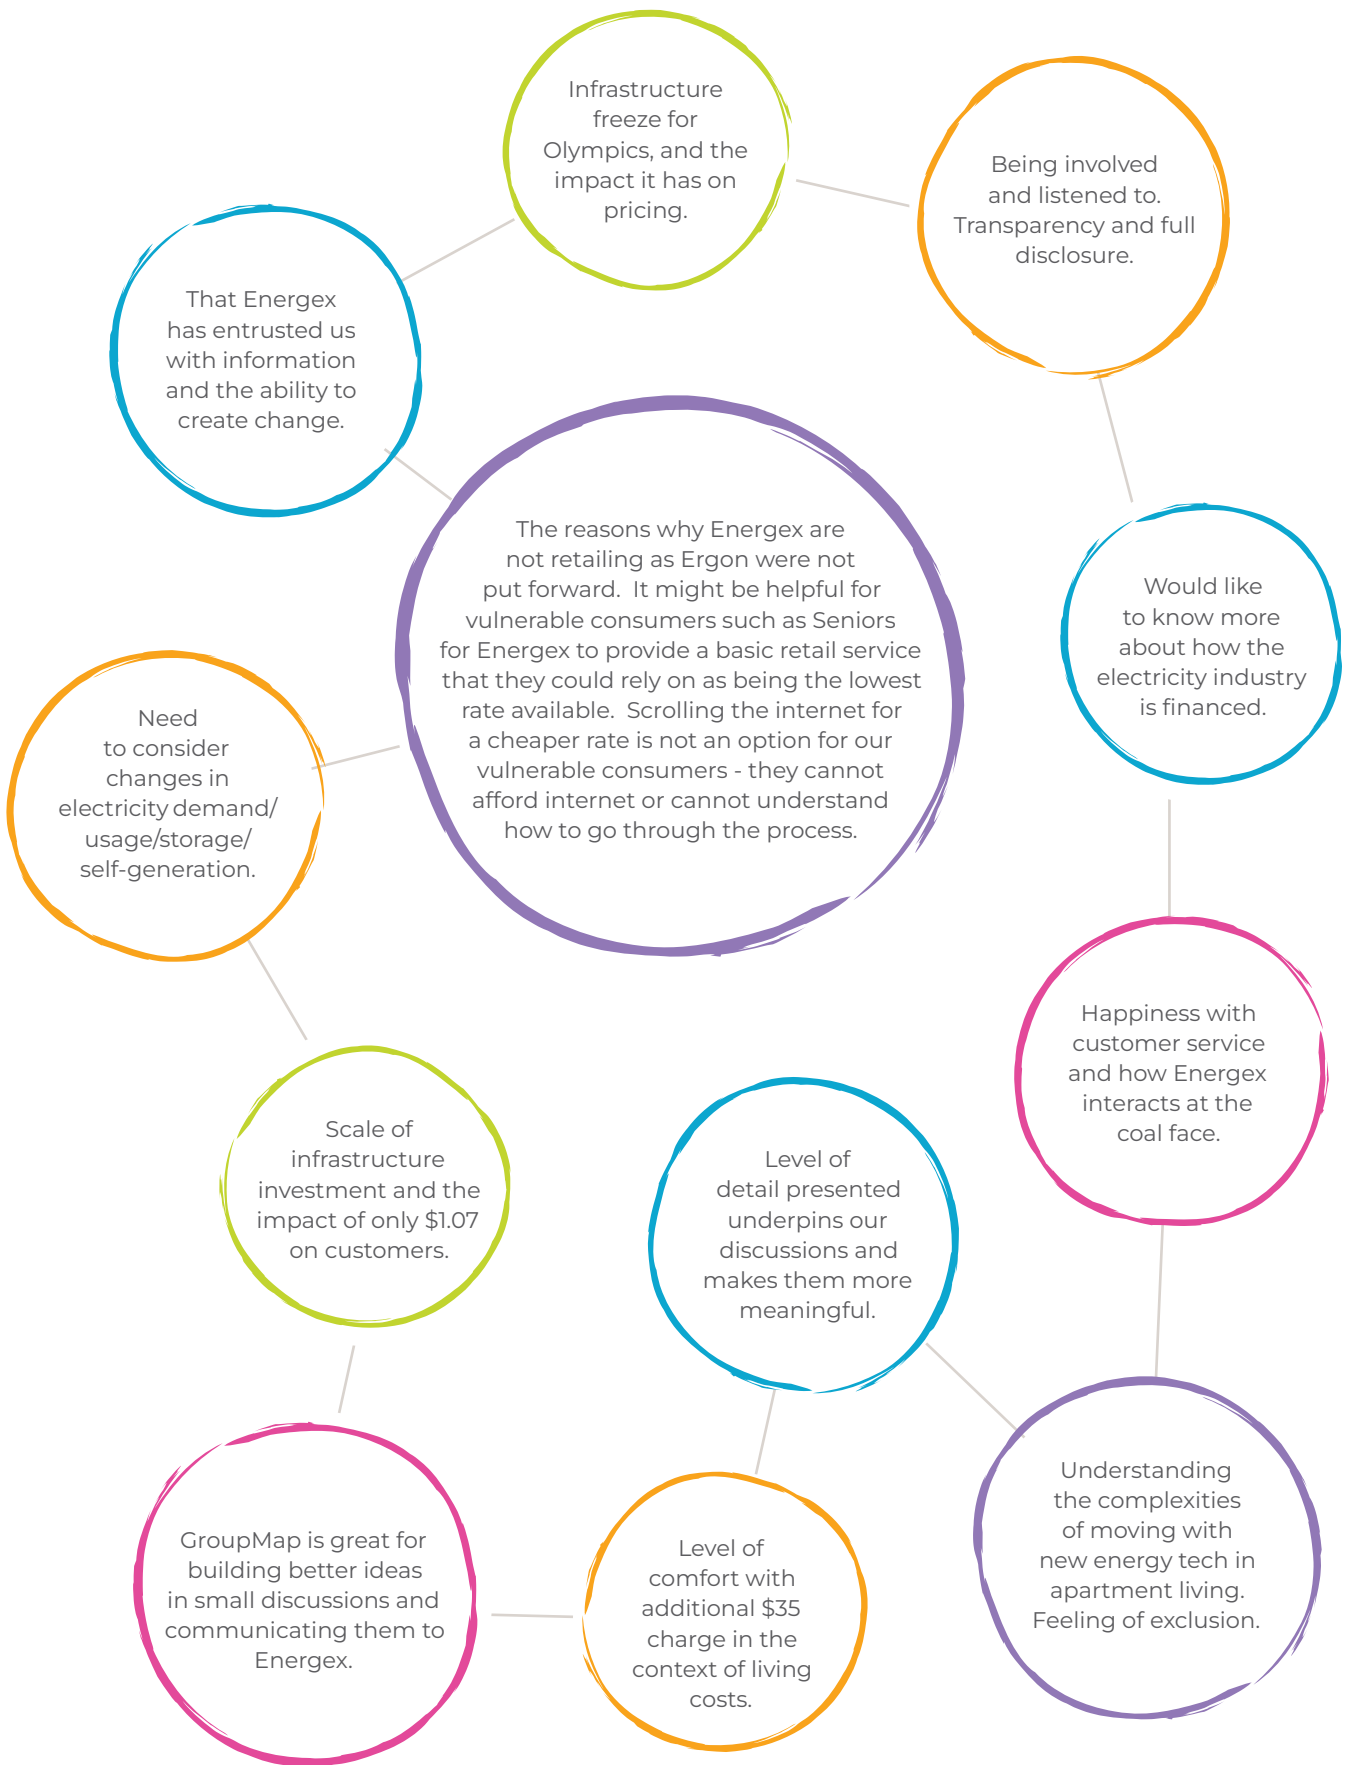 Infrastructure
freeze for
Olympics, and the
impact it has on
pricing.
Being involved
and listened to.
Transparency and full
disclosure.
That Energex
has entrusted us
with information
and the ability to
create change.
The reasons why Energex are
not retailing as Ergon were not
put forward.  It might be helpful for
vulnerable consumers such as Seniors
for Energex to provide a basic retail service
that they could rely on as being the lowest
rate available.  Scrolling the internet for
a cheaper rate is not an option for our
vulnerable consumers - they cannot
afford internet or cannot understand
how to go through the process.
Would like
to know more
about how the
electricity industry
is financed.
Need
to consider
changes in
electricity demand/
usage/storage/
self-generation.
Happiness with
customer service
and how Energex
interacts at the
coal face.
Scale of
infrastructure
investment and the
impact of only $1.07
on customers.
Level of
detail presented
underpins our
discussions and
makes them more
meaningful.
Understanding
the complexities
of moving with
new energy tech in
apartment living.
Feeling of exclusion.
GroupMap is great for
building better ideas
in small discussions and
communicating them to
Energex.
Level of
comfort with
additional $35
charge in the
context of living
costs.